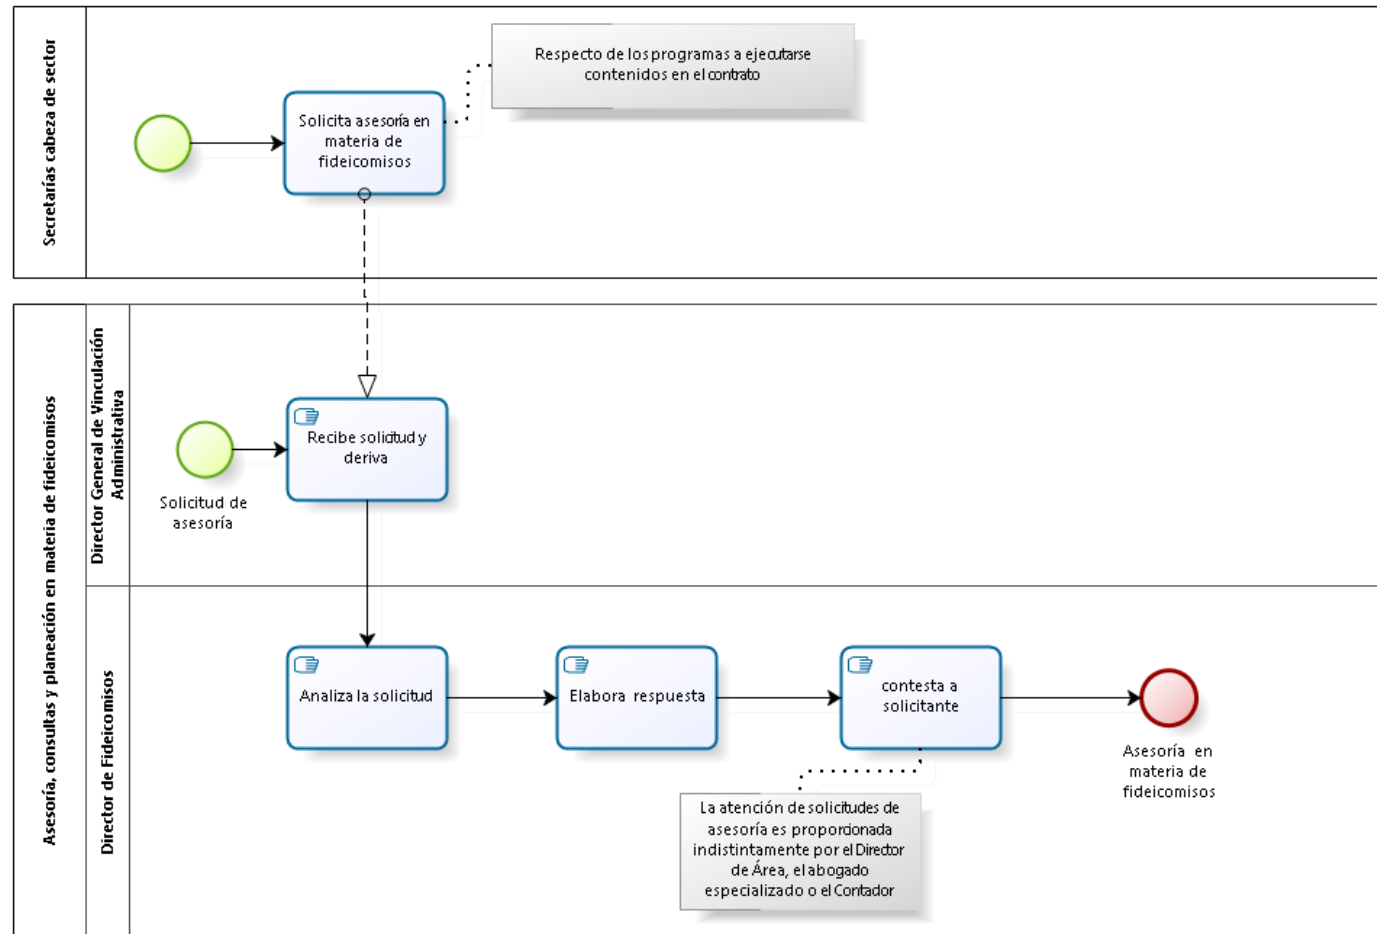 Secretarías cabeza de sector
Solicita asesoría en
materia de
fideicomisos
Respecto de los programas a ejecutarse
contenidos en el contrato
Asesoría, consultas y planeación en materia de fideicomisos
Director General de Vinculación
Administrativa
Solicitud de
asesoría
Recibe solicitud y
deriva
Director de Fideicomisos
Analiza la solicitud
Elabora respuesta
contesta a
solicitante
Asesoría en
materia de
fideicomisos
La atención de solicitudes de
asesoría es proporcionada
indistintamente por el Director
de Área, el abogado
especializado o el Contador